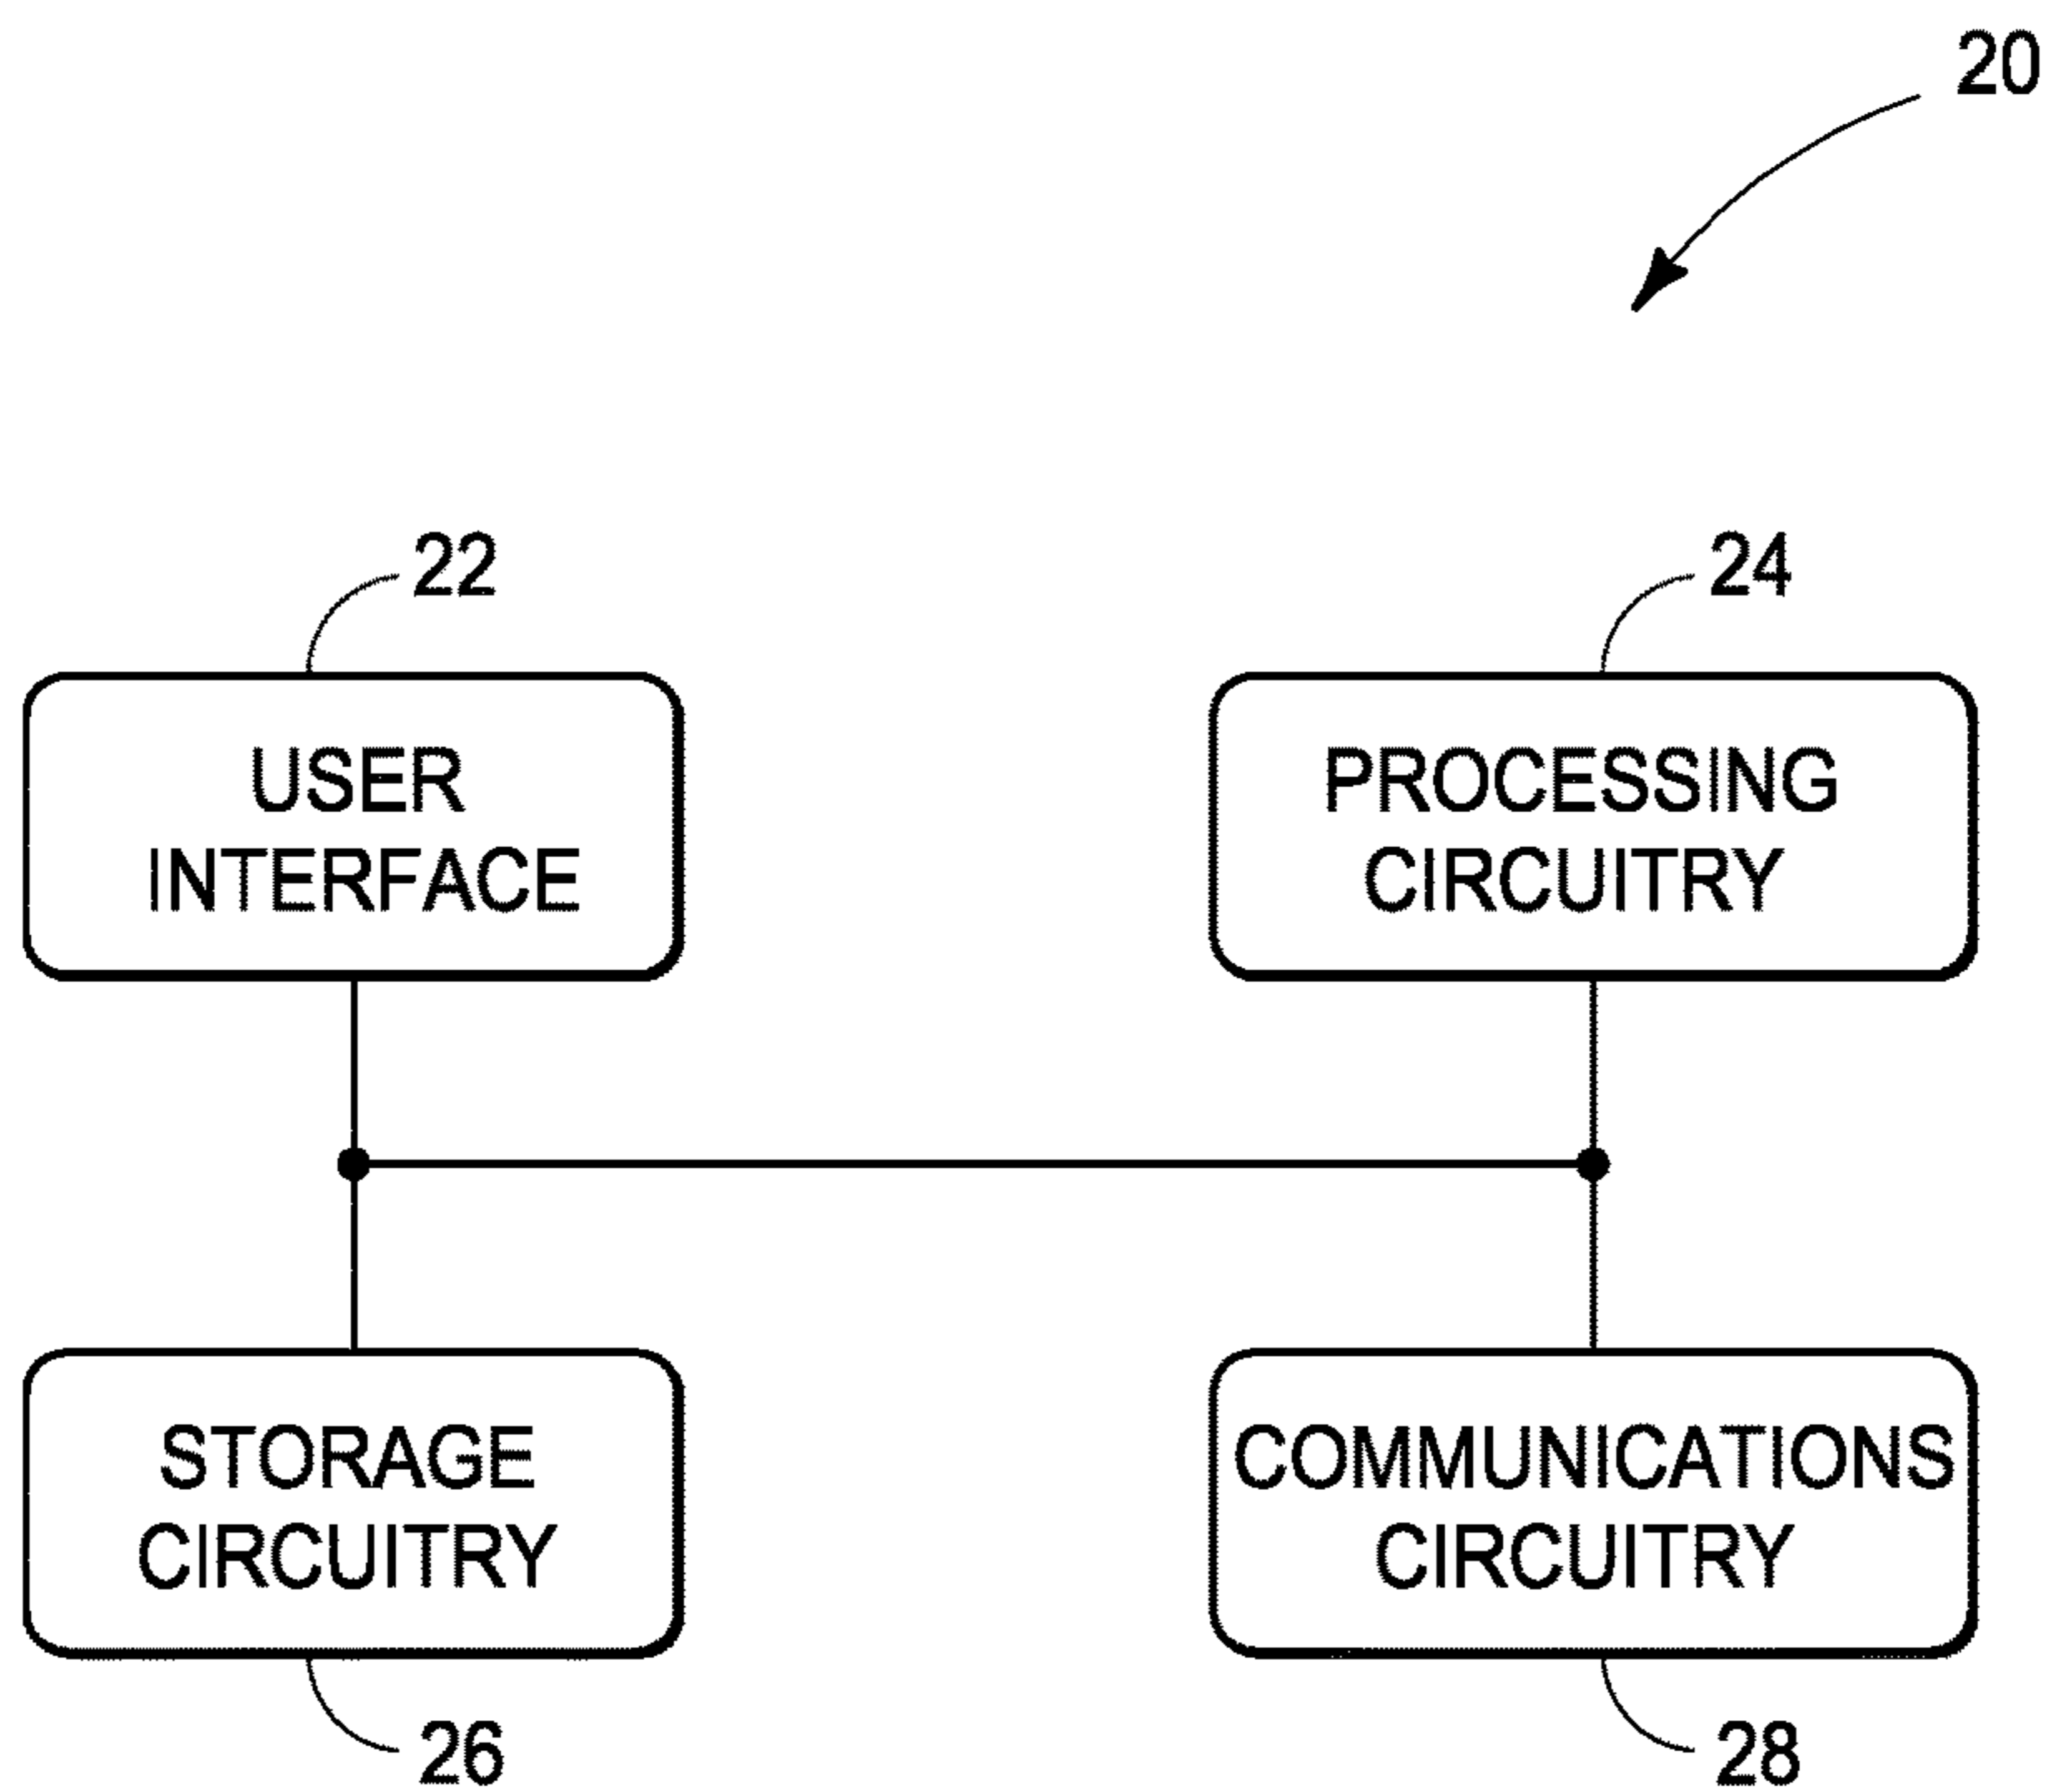 20
22
24
USER
INTERFACE
PROCESSING
CIRCUITRY
STORAGE
CIRCUITRY
COMMUNICATIONS
CIRCUITRY
26
28